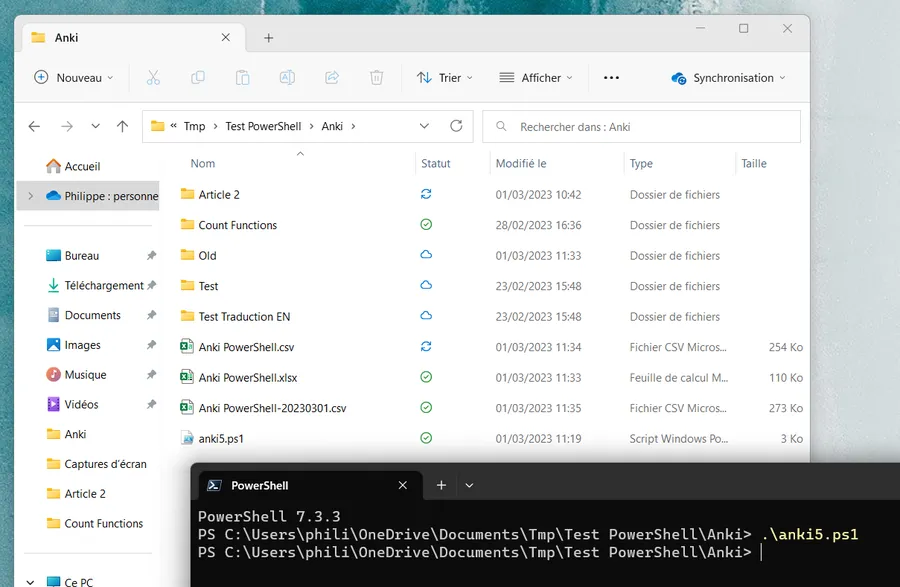 Anki
Nouveau
Trier
Afficher
Synchronisation
« Tmp > Test PowerShell > Anki >
Rechercher dans : Anki
Accueil
Philippe : personne
Bureau
Téléchargement
Documents
Images
Musique
Vidéos
Anki
Captures d'écran
Article 2
Count Functions
Ce PC
Nom Statut Modifié le Type Taille
Article 2 01/03/2023 10:42 Dossier de fichiers
Count Functions 28/02/2023 16:36 Dossier de fichiers
Old 01/03/2023 11:33 Dossier de fichiers
Test 23/02/2023 15:48 Dossier de fichiers
Test Traduction EN 23/02/2023 15:48 Dossier de fichiers
Anki PowerShell.csv 01/03/2023 11:34 Fichier CSV Micros... 254 Ko
Anki PowerShell.xlsx 01/03/2023 11:33 Feuille de calcul M... 110 Ko
Anki PowerShell-20230301.csv 01/03/2023 11:35 Fichier CSV Micros... 273 Ko
anki5.ps1 01/03/2023 11:19 Script Windows Po... 3 Ko
PowerShell
PowerShell 7.3.3
PS C:\Users\phili\OneDrive\Documents\Tmp\Test PowerShell\Anki> .\anki5.ps1
PS C:\Users\phili\OneDrive\Documents\Tmp\Test PowerShell\Anki>